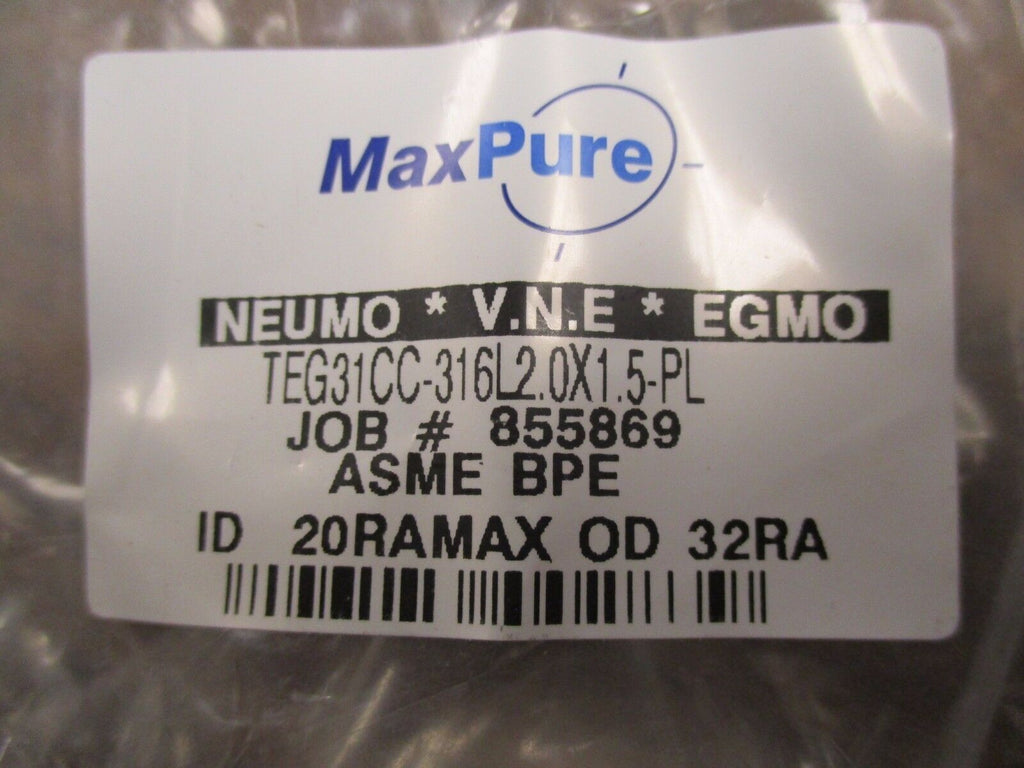 MaxPure
NEUMO * V.N.E * EGMO
TEG31CC-316L2.0X1.5-PL
JOB # 855869
ASME BPE
ID 20RAMAX OD 32RA